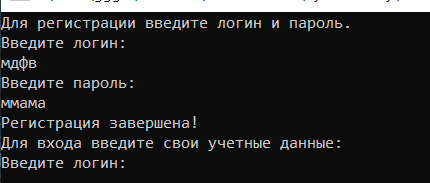 Для регистрации введите логин и пароль.
Введите логин:
мдфв
Введите пароль:
ммама
Регистрация завершена!
Для входа введите свои учетные данные:
Введите логин: